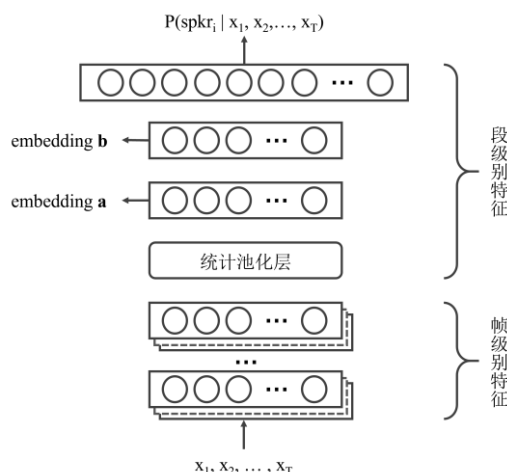 P(spkr_i | x_1, x_2,…, x_T)
...
embedding b
...
embedding a
...
统计池化层
段级别特征
...
...
...
帧级别特征
x_1, x_2, … , x_T